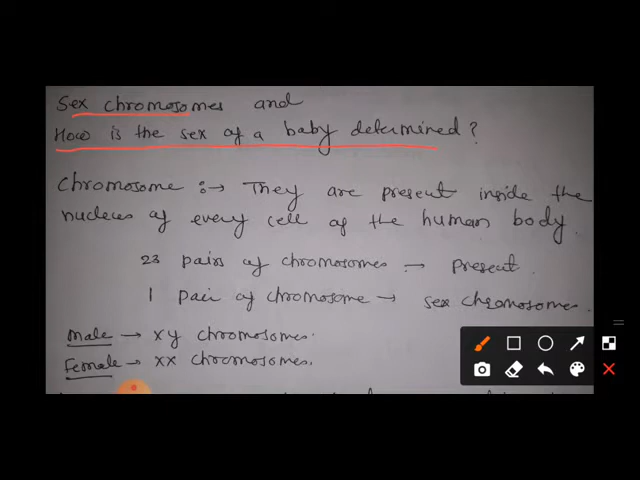 Sex chromosomes and
How is the sex of a baby determined?
Chromosome :→ They are present inside the
nucleus of every cell of the human body.
23 pairs of chromosomes → Present.
1 pair of chromosome → sex chromosomes.
Male → xy chromosomes.
Female → xx chromosomes.